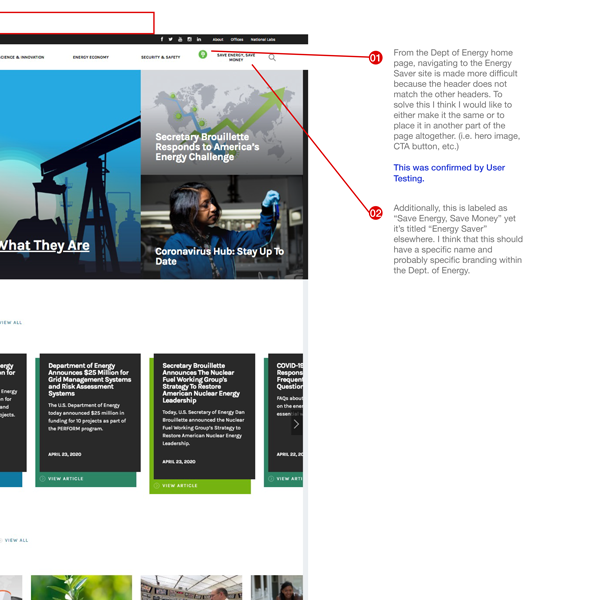 About Offices National Labs
SCIENCE & INNOVATION ENERGY ECONOMY SECURITY & SAFETY SAVE ENERGY, SAVE
MONEY
Secretary Brouillette
Responds to America's
Energy Challenge
What They Are
Coronavirus Hub: Stay Up To
Date
VIEW ALL
Department of Energy
Announces $25 Million for
Grid Management Systems
and Risk Assessment
Systems
The U.S. Department of Energy
today announced $25 million in
funding for 10 projects as part of
the PERFORM program.
APRIL 23, 2020
VIEW ARTICLE
Secretary Brouillette
Announces The Nuclear
Fuel Working Group's
Strategy To Restore
American Nuclear Energy
Leadership
Today, U.S. Secretary of Energy Dan
Brouillette announced the Nuclear
Fuel Working Group's Strategy to
Restore American Nuclear Energy
Leadership.
APRIL 23, 2020
VIEW ARTICLE
COVID-19
Respons
Frequent
Question
FAQs about
on the ener
essential
APRIL 22, 20
VIEW ARTIC
VIEW ALL
01
From the Dept of Energy home
page, navigating to the Energy
Saver site is made more difficult
because the header does not
match the other headers. To
solve this I think I would like to
either make it the same or to
place it in another part of the
page altogether. (i.e. hero image,
CTA button, etc.)
This was confirmed by User
Testing.
02
Additionally, this is labeled as
“Save Energy, Save Money” yet
it’s titled “Energy Saver”
elsewhere. I think that this should
have a specific name and
probably specific branding within
the Dept. of Energy.